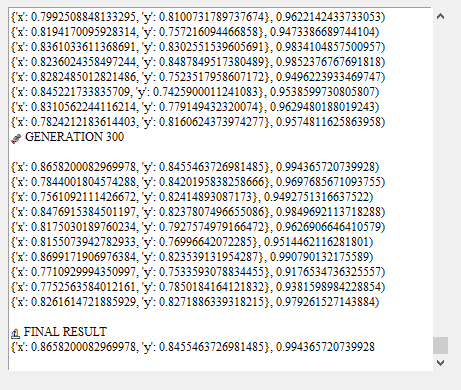 {'x': 0.7992508848133295, 'y': 0.8100731789737674}, 0.9622142433733053)
{'x': 0.8194170095928314, 'y': 0.757216094466858}, 0.9473386689744104)
{'x': 0.8361033611368691, 'y': 0.8302551539605691}, 0.9834104857500957)
{'x': 0.823602435849​7244, 'y': 0.8487849517380489}, 0.9852376767691818)
{'x': 0.8282485012821486, 'y': 0.7523517958607172}, 0.9496223933469747)
{'x': 0.845221733835709, 'y': 0.7425900011241083}, 0.9538599730805807)
{'x': 0.8310562244116214, 'y': 0.779149432320074}, 0.9629480188019243)
{'x': 0.7824212183614403, 'y': 0.8160624373974277}, 0.9574811625863958)
GENERATION 300
{'x': 0.8658200082969978, 'y': 0.8455463726981485}, 0.994365720739928)
{'x': 0.7844001804574288, 'y': 0.8420195838258666}, 0.9697685671093755)
{'x': 0.7561092111426672, 'y': 0.82414893087173}, 0.9492751316637522)
{'x': 0.8476915384501197, 'y': 0.8237807496655086}, 0.9849692113718288)
{'x': 0.8175030189760234, 'y': 0.7927574979166472}, 0.9626906646410579)
{'x': 0.8155073942782933, 'y': 0.76996642072285}, 0.9514462116281801)
{'x': 0.8699171906976384, 'y': 0.823539131954287}, 0.990790132175589)
{'x': 0.7710929994350997, 'y': 0.7533593078834455}, 0.9176534736325557)
{'x': 0.7752563584012161, 'y': 0.7850184164121832}, 0.9381598984228854)
{'x': 0.8261614721885929, 'y': 0.8271886339318215}, 0.979261527143884)
FINAL RESULT
{'x': 0.8658200082969978, 'y': 0.8455463726981485}, 0.994365720739928